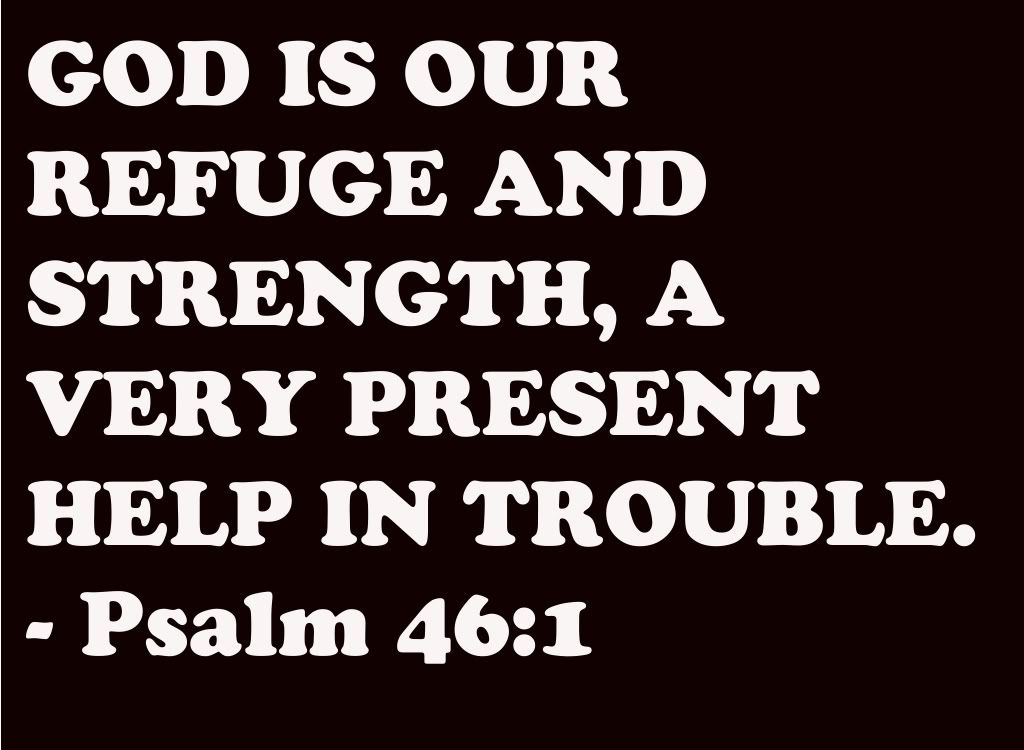 GOD IS OUR
REFUGE AND
STRENGTH, A
VERY PRESENT
HELP IN TROUBLE.
- Psalm 46:1